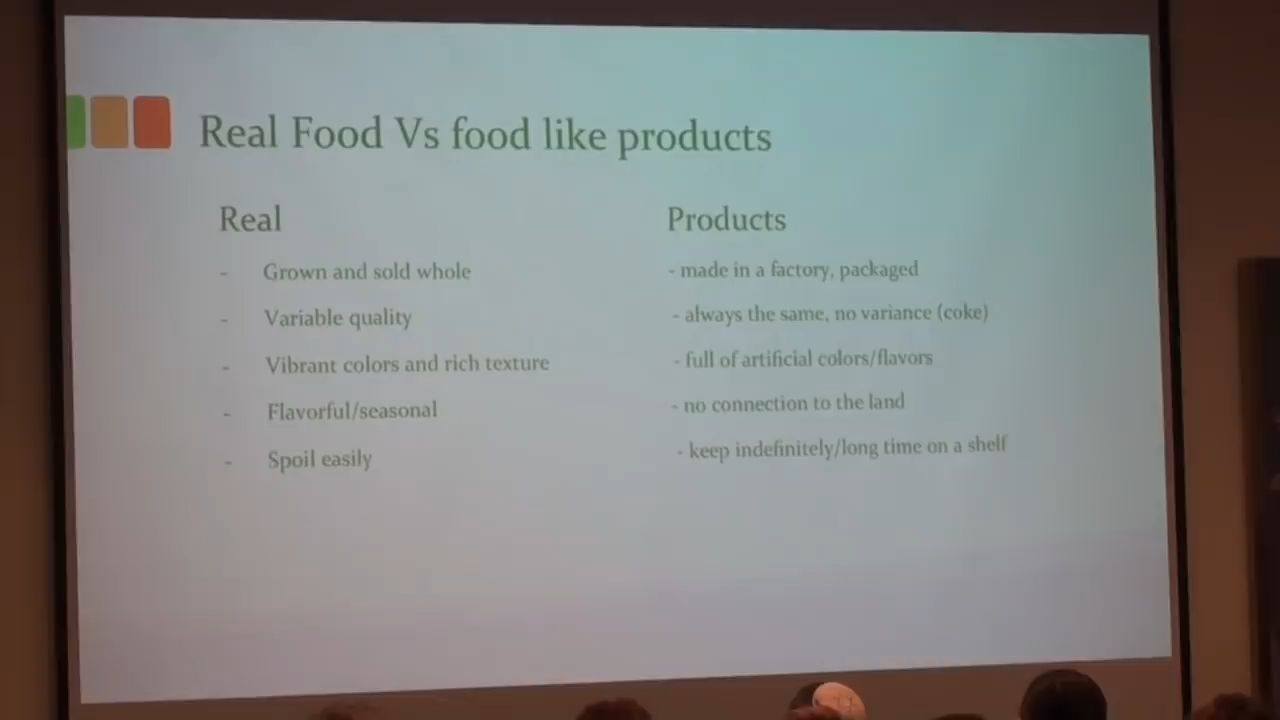 Real Food Vs food like products
Real
- Grown and sold whole
- Variable quality
- Vibrant colors and rich texture
- Flavorful/seasonal
- Spoil easily
Products
- made in a factory, packaged
- always the same, no variance (coke)
- full of artificial colors/flavors
- no connection to the land
- keep indefinitely/long time on a shelf